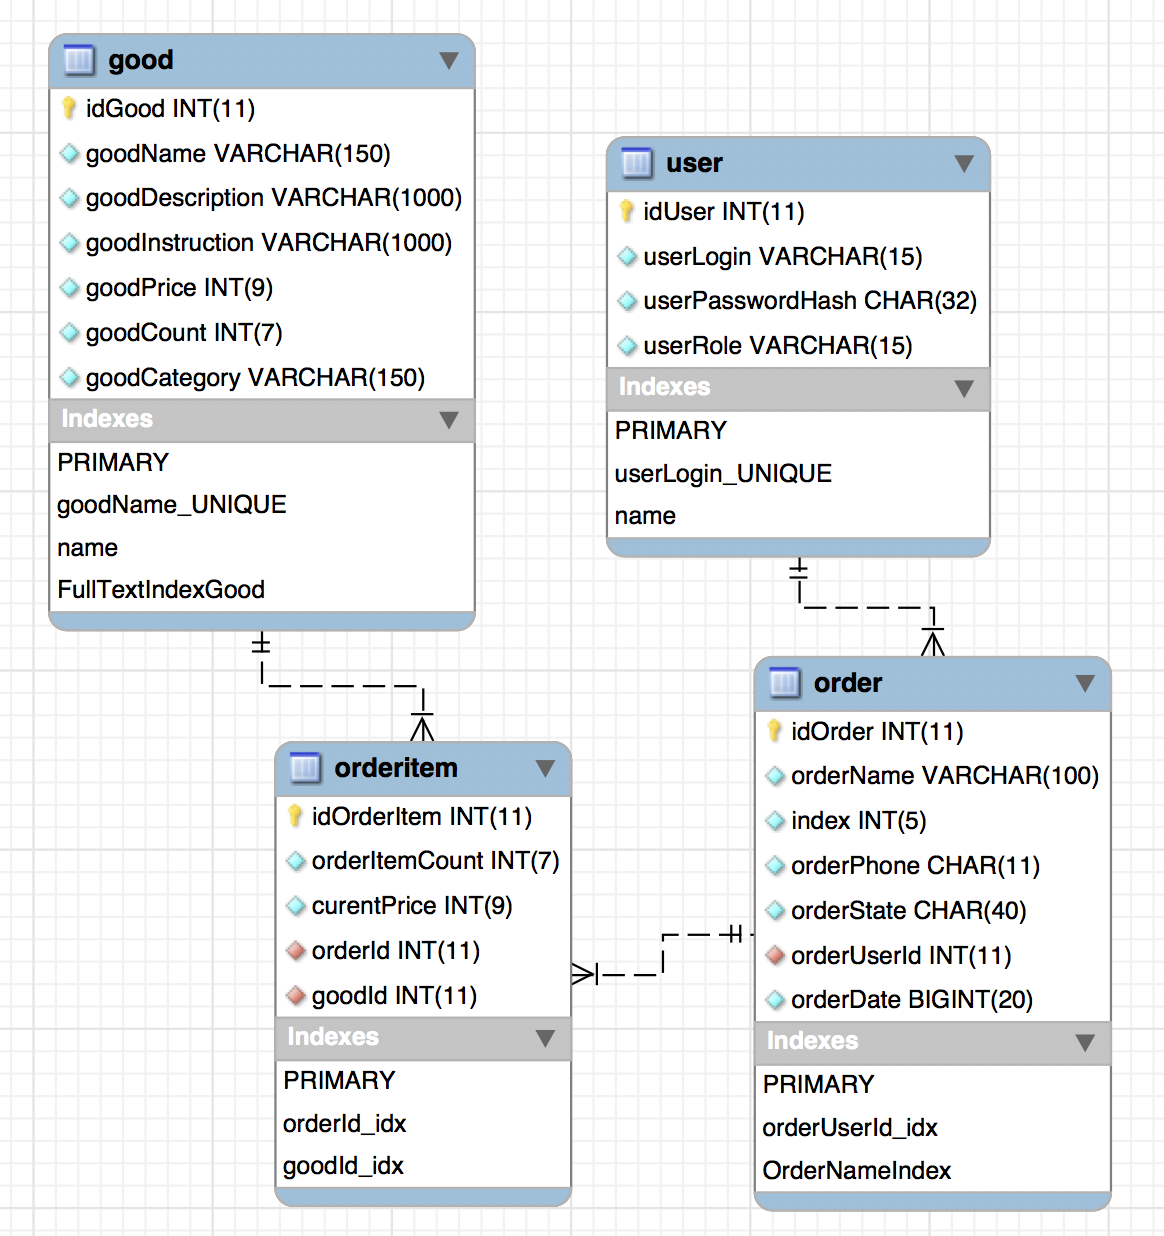 good
idGood INT(11)
goodName VARCHAR(150)
goodDescription VARCHAR(1000)
goodInstruction VARCHAR(1000)
goodPrice INT(9)
goodCount INT(7)
goodCategory VARCHAR(150)
Indexes
PRIMARY
goodName_UNIQUE
name
FullTextIndexGood
user
idUser INT(11)
userLogin VARCHAR(15)
userPasswordHash CHAR(32)
userRole VARCHAR(15)
Indexes
PRIMARY
userLogin_UNIQUE
name
orderitem
idOrderItem INT(11)
orderItemCount INT(7)
curentPrice INT(9)
orderId INT(11)
goodId INT(11)
Indexes
PRIMARY
orderId_idx
goodId_idx
order
idOrder INT(11)
orderName VARCHAR(100)
index INT(5)
orderPhone CHAR(11)
orderState CHAR(40)
orderUserId INT(11)
orderDate BIGINT(20)
Indexes
PRIMARY
orderUserId_idx
OrderNameIndex